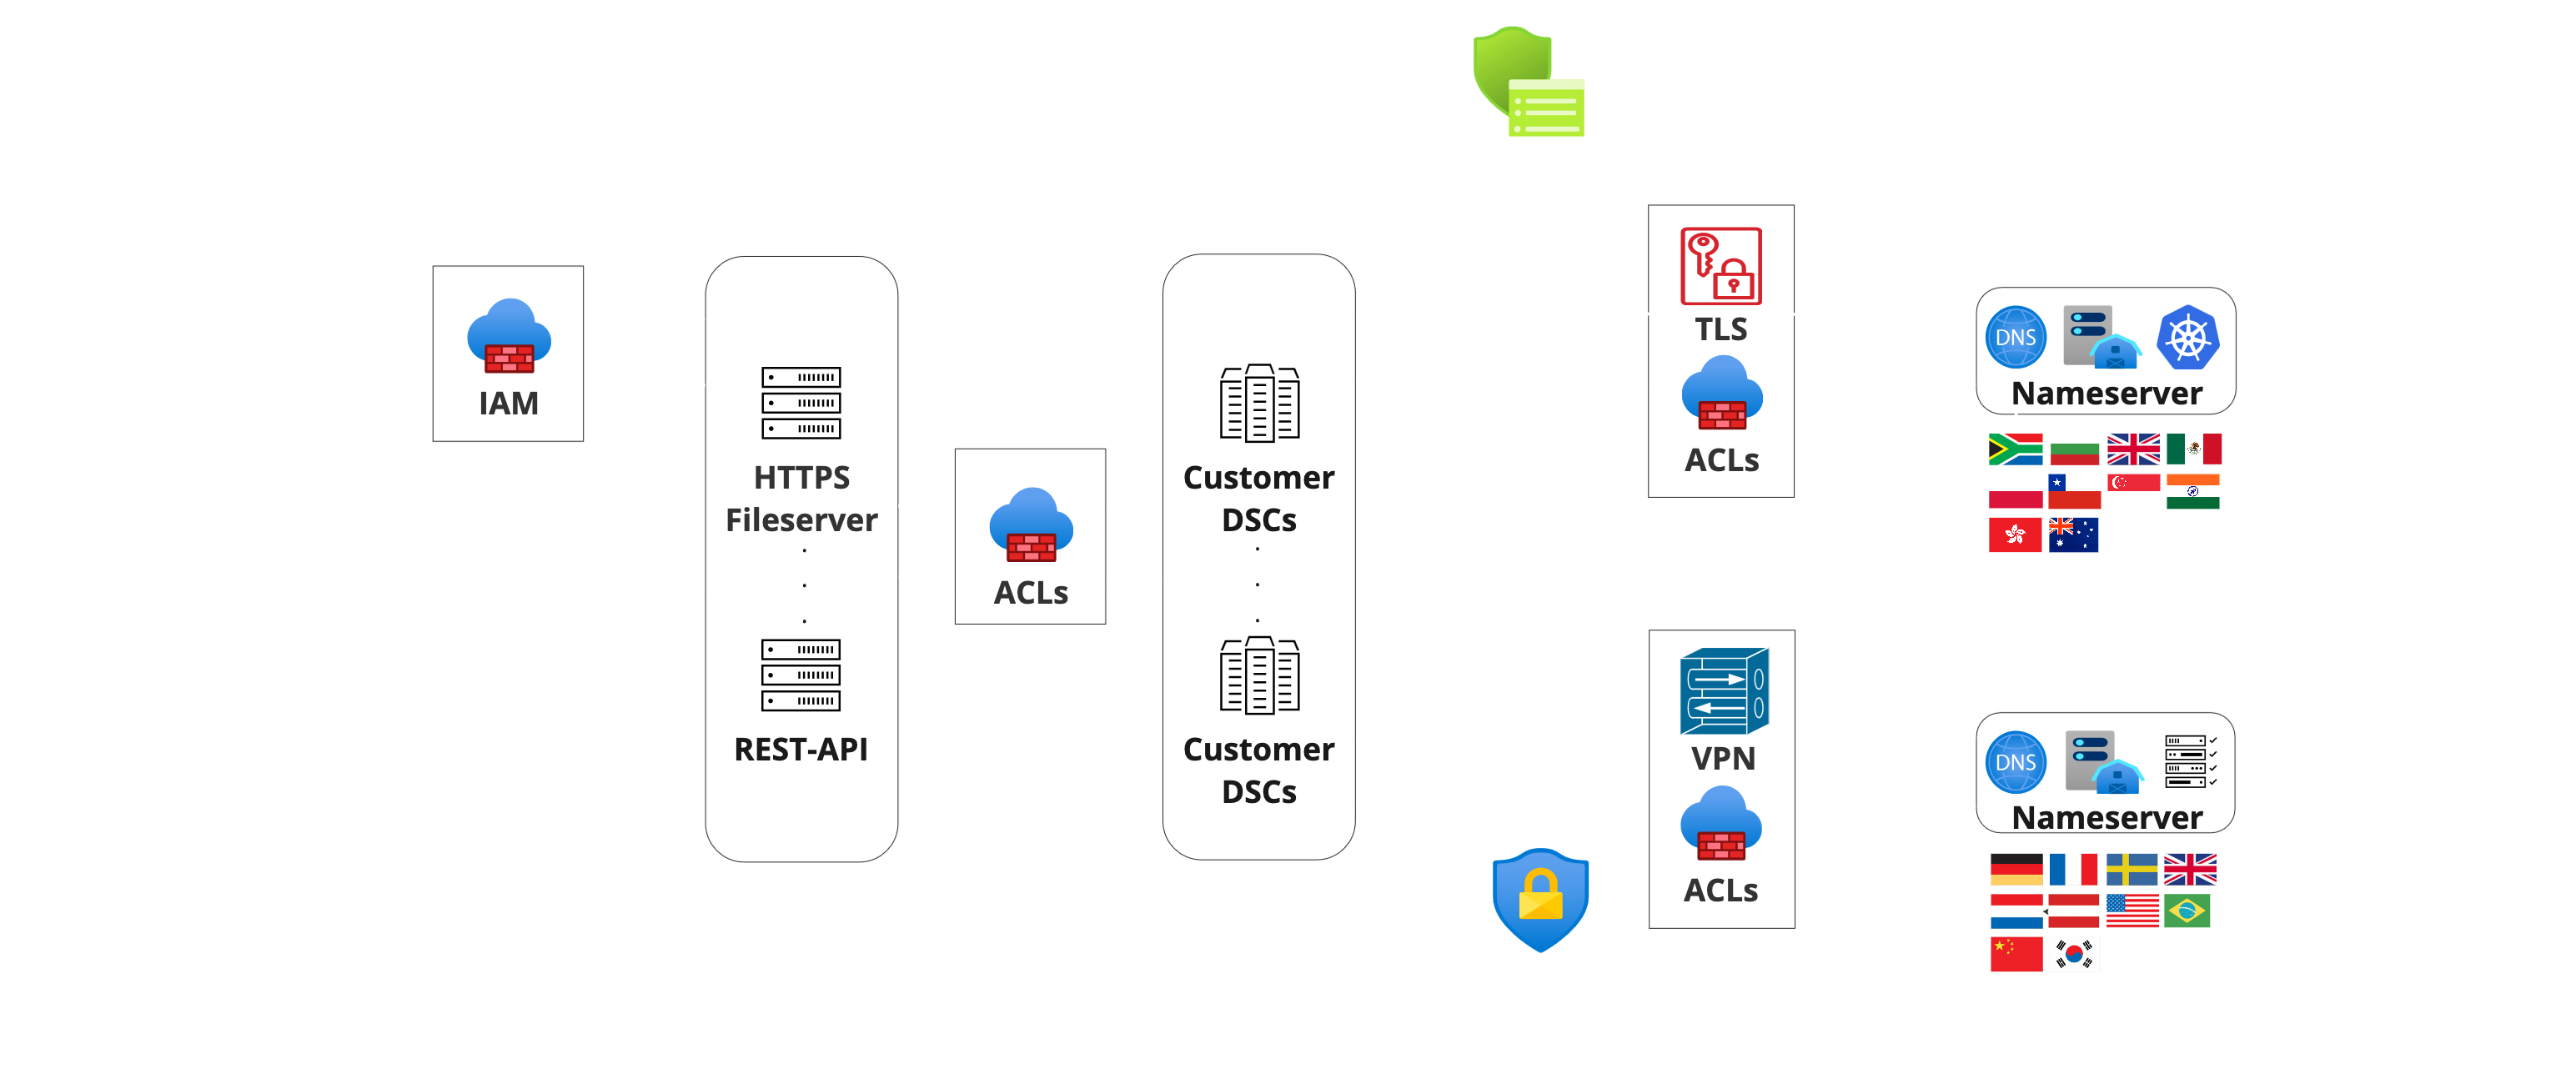 IAM
HTTPS
Fileserver
REST-API
ACLs
Customer
DSCs
Customer
DSCs
TLS
ACLs
VPN
ACLs
DNS
Nameserver
DNS
Nameserver